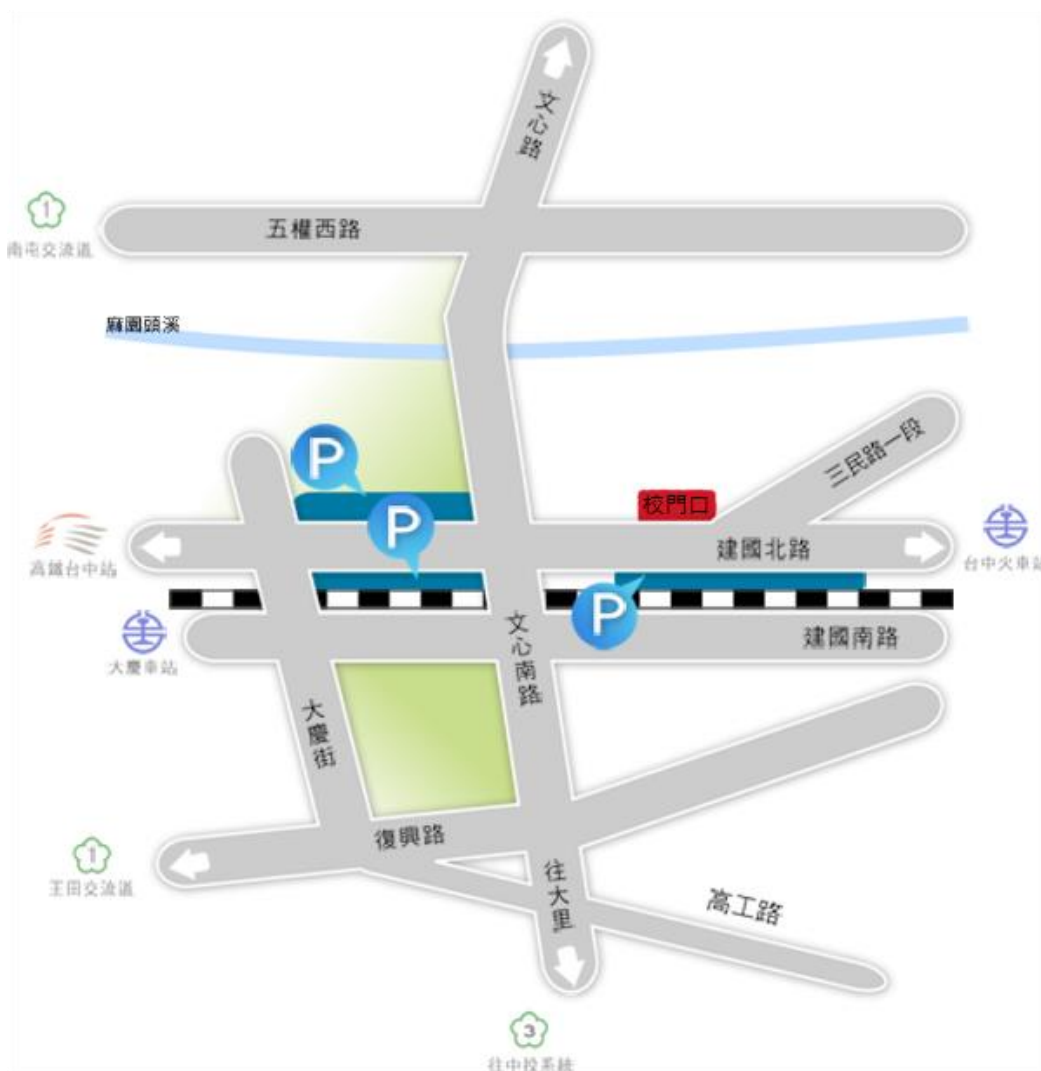 文心路
1
五權西路
南屯交流道
麻園頭溪
三民路一段
P
校門口
P
建國北路
高鐵台中站
台中火車站
P
文心南路
建國南路
大慶車站
大慶街
復興路
1
王田交流道
往大里
高工路
3
往中投系統